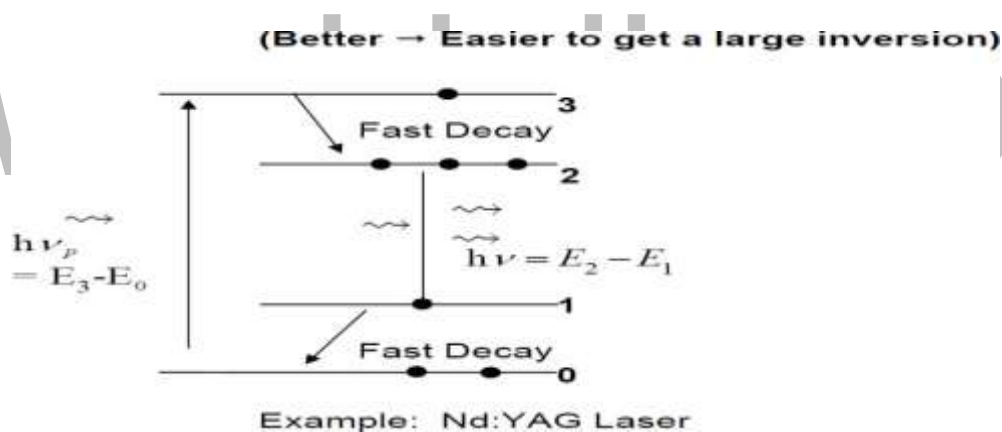 (Better → Easier to get a large inversion)
3
Fast Decay
2
hν_p
= E₃-E₀
hν = E₂ – E₁
1
Fast Decay
0
Example: Nd:YAG Laser